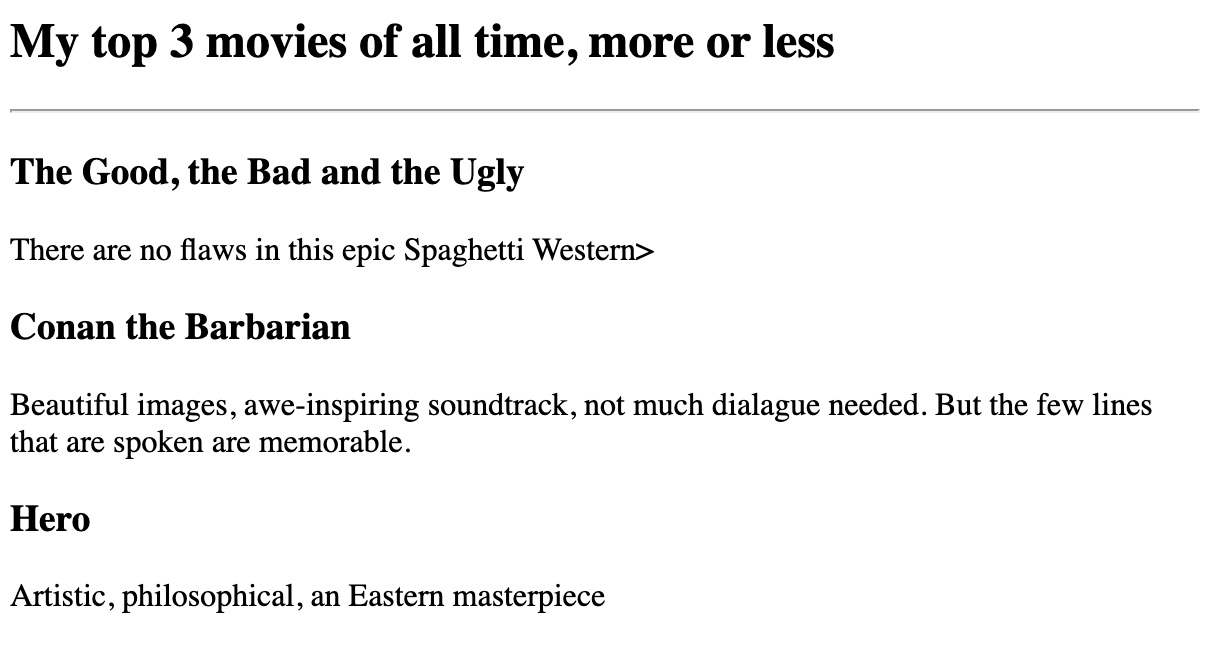 My top 3 movies of all time, more or less
The Good, the Bad and the Ugly
There are no flaws in this epic Spaghetti Western>
Conan the Barbarian
Beautiful images, awe-inspiring soundtrack, not much dialague needed. But the few lines
that are spoken are memorable.
Hero
Artistic, philosophical, an Eastern masterpiece